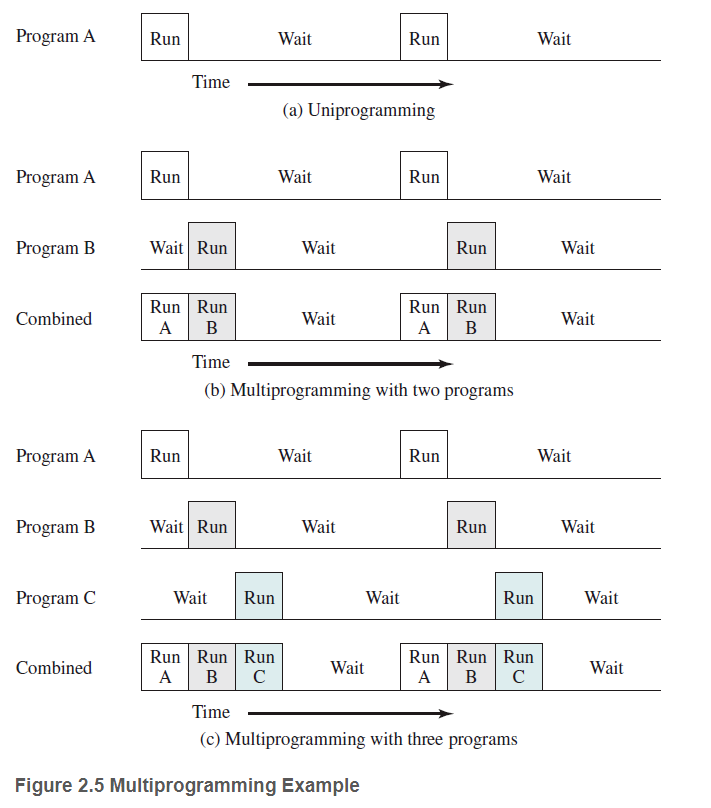 Program A Run Wait Run Wait
Time
(a) Uniprogramming
Program A Run Wait Run Wait
Program B Wait Run Wait Run Wait
Combined Run A Run B Wait Run A Run B Wait
Time
(b) Multiprogramming with two programs
Program A Run Wait Run Wait
Program B Wait Run Wait Run Wait
Program C Wait Run Wait Run Wait
Combined Run A Run B Run C Wait Run A Run B Run C Wait
Time
(c) Multiprogramming with three programs
Figure 2.5 Multiprogramming Example